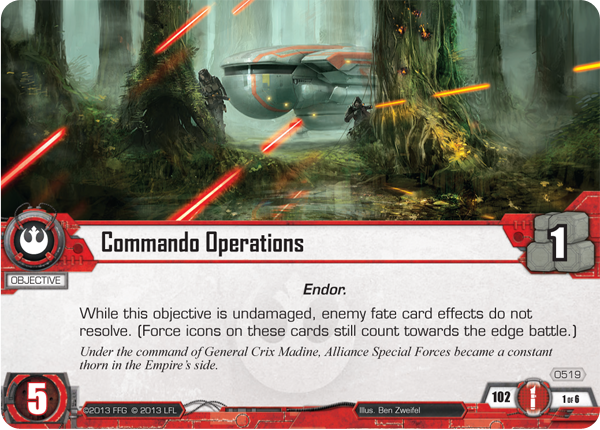 Commando Operations
1
OBJECTIVE
Endor.
While this objective is undamaged, enemy fate card effects do not
resolve. (Force icons on these cards still count towards the edge battle.)
Under the command of General Crix Madine, Alliance Special Forces became a constant
thorn in the Empire's side.
0519
5
©2013 FFG © 2013 LFL
Illus. Ben Zweifel
102
1 OF 6